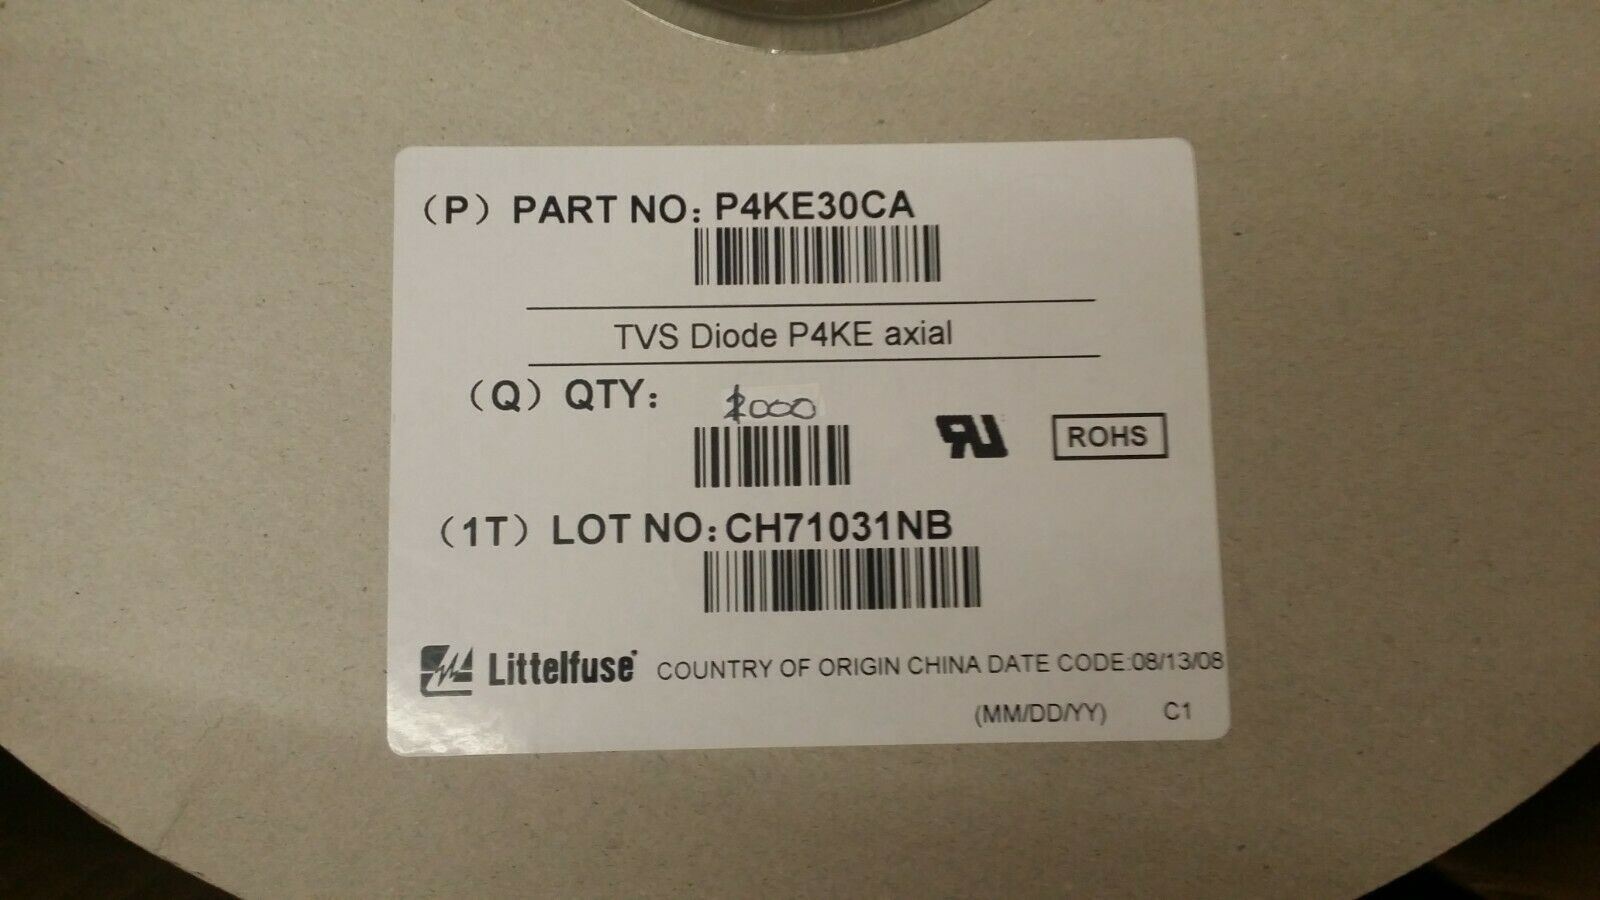 (P) PART NO: P4KE30CA
TVS Diode P4KE axial
(Q) QTY:
(1T) LOT NO: CH71031NB
RU
ROHS
Littelfuse® COUNTRY OF ORIGIN CHINA DATE CODE:08/13/08
(MM/DD/YY) C1